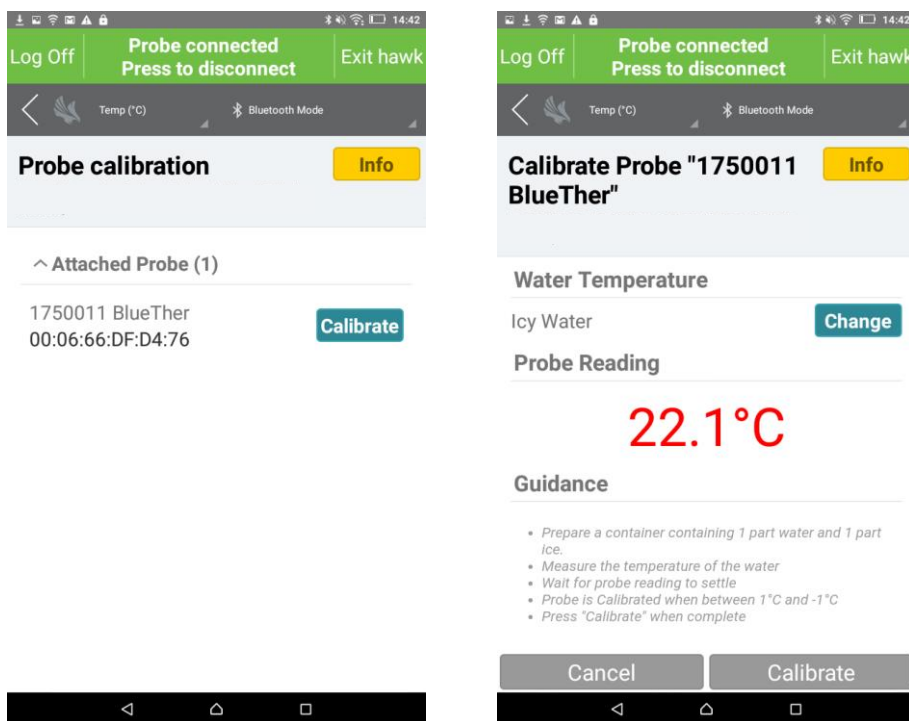 14:42
Log Off
Probe connected
Press to disconnect
Exit hawk
Temp (°C)
Bluetooth Mode
Probe calibration
Info
Attached Probe (1)
1750011 BlueTher
00:06:66:DF:D4:76
Calibrate
14:42
Log Off
Probe connected
Press to disconnect
Exit hawk
Temp (°C)
Bluetooth Mode
Calibrate Probe "1750011
BlueTher"
Info
Water Temperature
Icy Water
Change
Probe Reading
22.1°C
Guidance
• Prepare a container containing 1 part water and 1 part
ice.
• Measure the temperature of the water
• Wait for probe reading to settle
• Probe is Calibrated when between 1°C and -1°C
• Press "Calibrate" when complete
Cancel
Calibrate